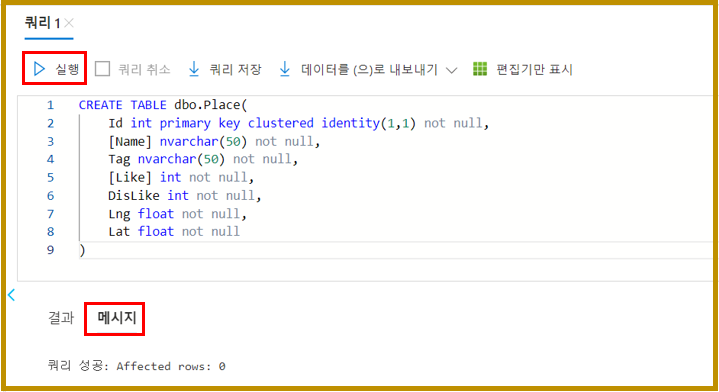 쿼리 1
실행 쿼리 취소 쿼리 저장 데이터를 (으)로 내보내기 편집기만 표시
1 CREATE TABLE dbo.Place(
2 Id int primary key clustered identity(1,1) not null,
3 [Name] nvarchar(50) not null,
4 Tag nvarchar(50) not null,
5 [Like] int not null,
6 DisLike int not null,
7 Lng float not null,
8 Lat float not null
9 )
결과 메시지
쿼리 성공: Affected rows: 0